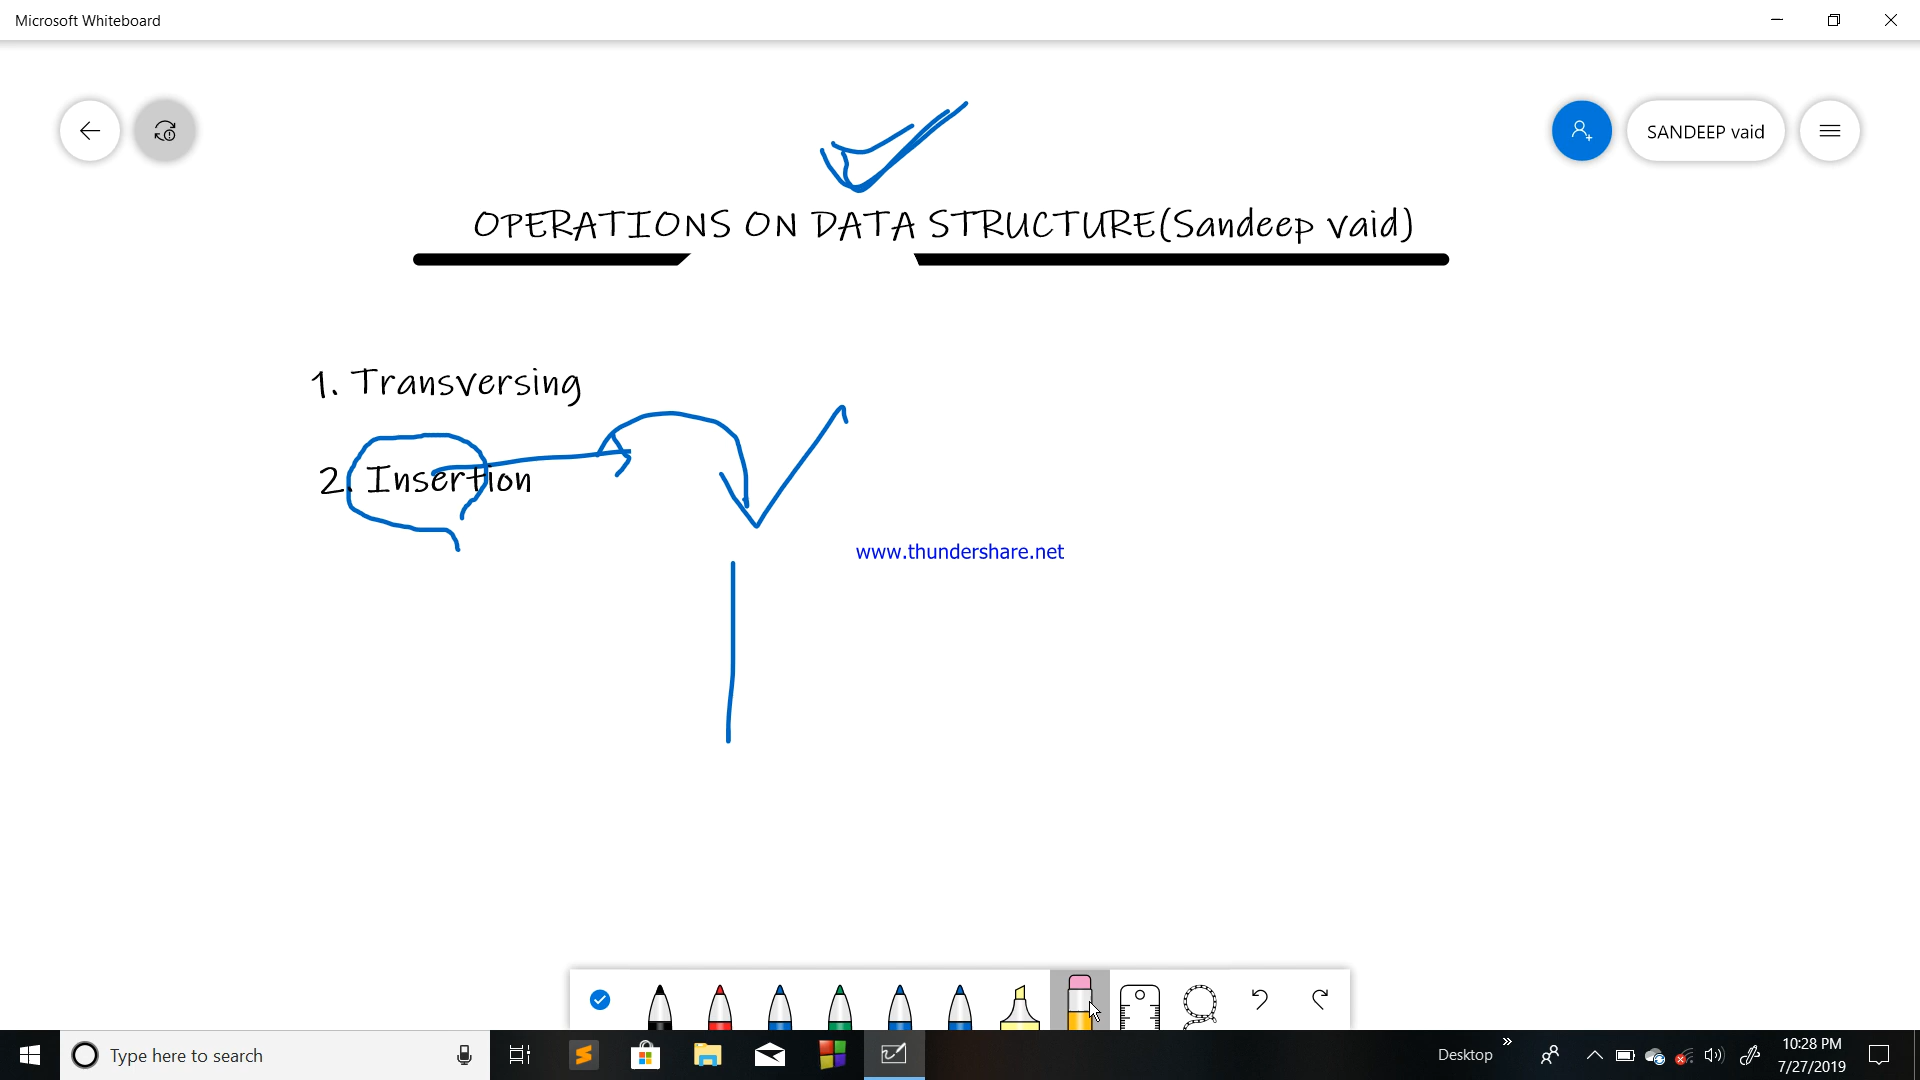 Microsoft Whiteboard
SANDEEP vaid
OPERATIONS ON DATA STRUCTURE(Sandeep vaid)
1. Transversing
2. Insertion
www.thundershare.net
Type here to search
Desktop
10:28 PM
7/27/2019